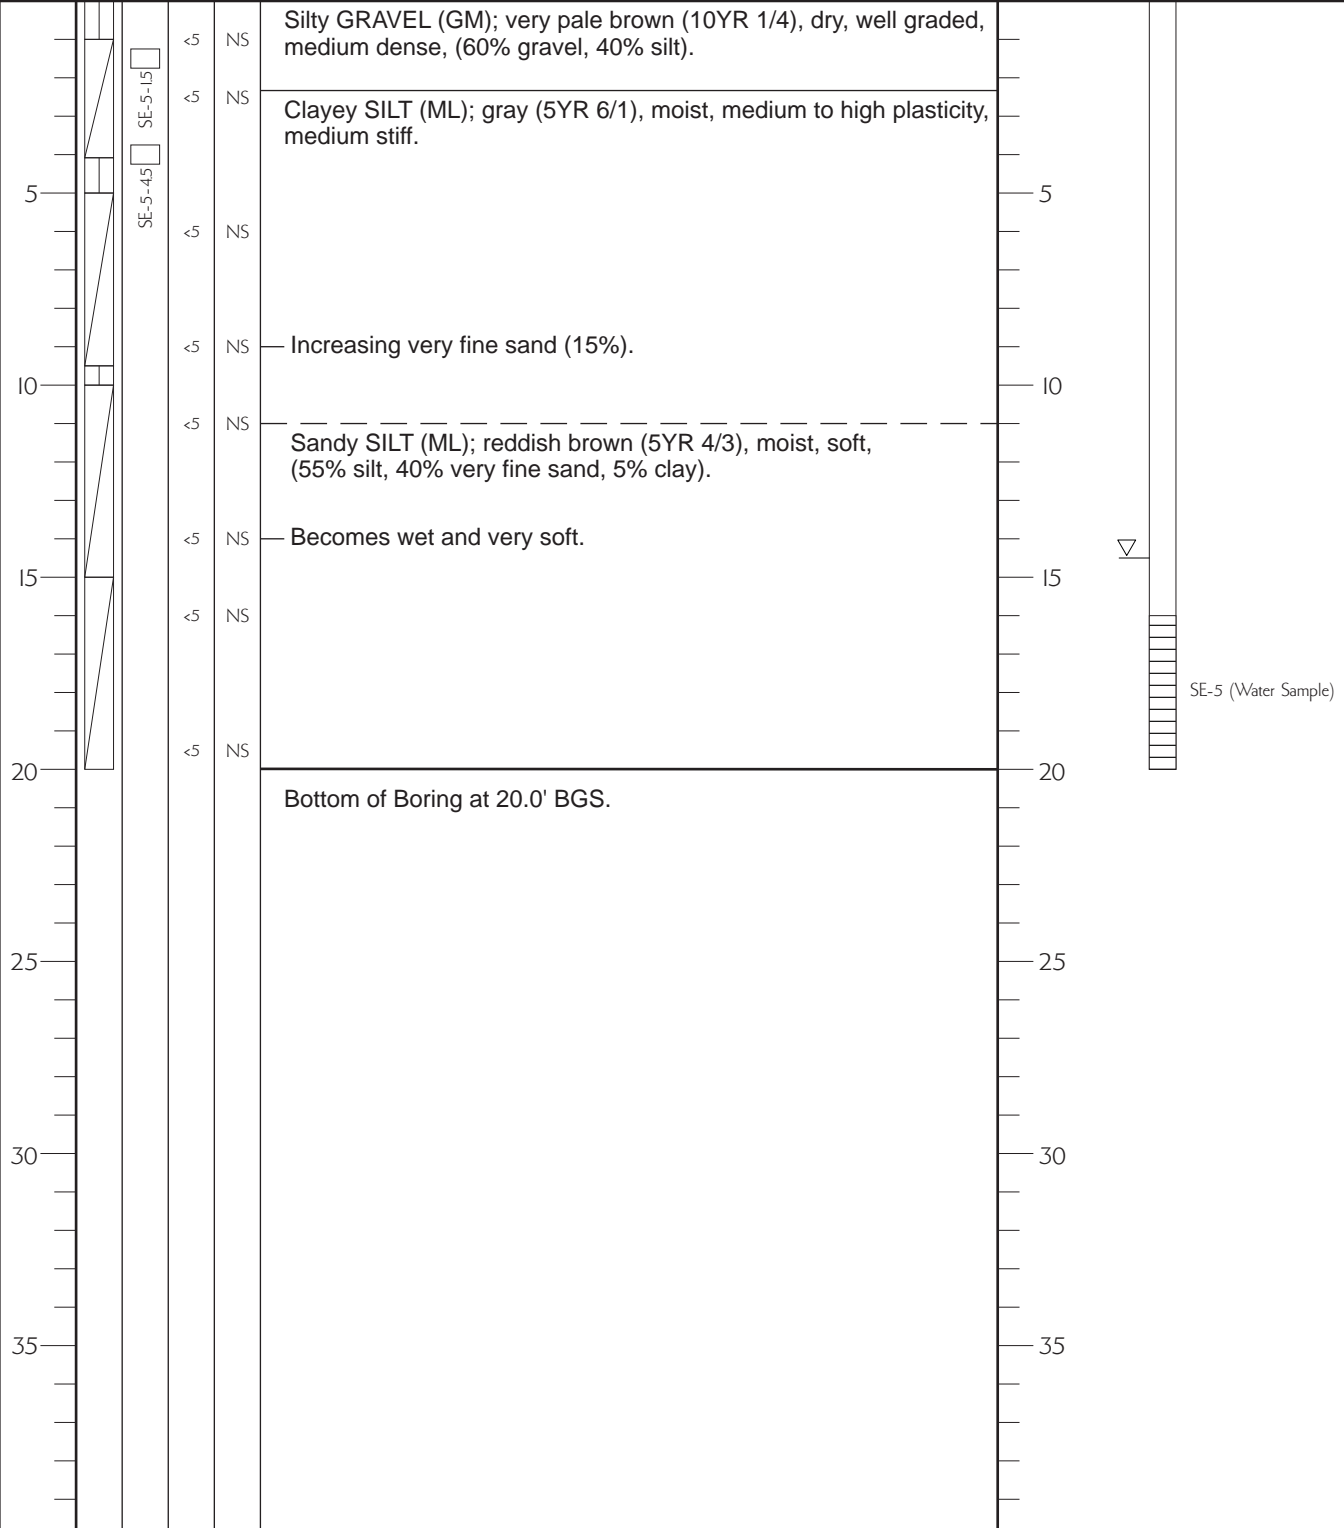 Silty GRAVEL (GM); very pale brown (10YR 1/4), dry, well graded,
<5 NS
medium dense, (60% gravel, 40% silt).
SE-5-1.5
<5 NS
Clayey SILT (ML); gray (5YR 6/1), moist, medium to high plasticity,
medium stiff.
SE-5-4.5
5 5
<5 NS
<5 NS Increasing very fine sand (15%).
10 10
<5 NS
Sandy SILT (ML); reddish brown (5YR 4/3), moist, soft,
(55% silt, 40% very fine sand, 5% clay).
<5 NS Becomes wet and very soft.
15 15
<5 NS
SE-5 (Water Sample)
<5 NS
20 20
Bottom of Boring at 20.0' BGS.
25 25
30 30
35 35